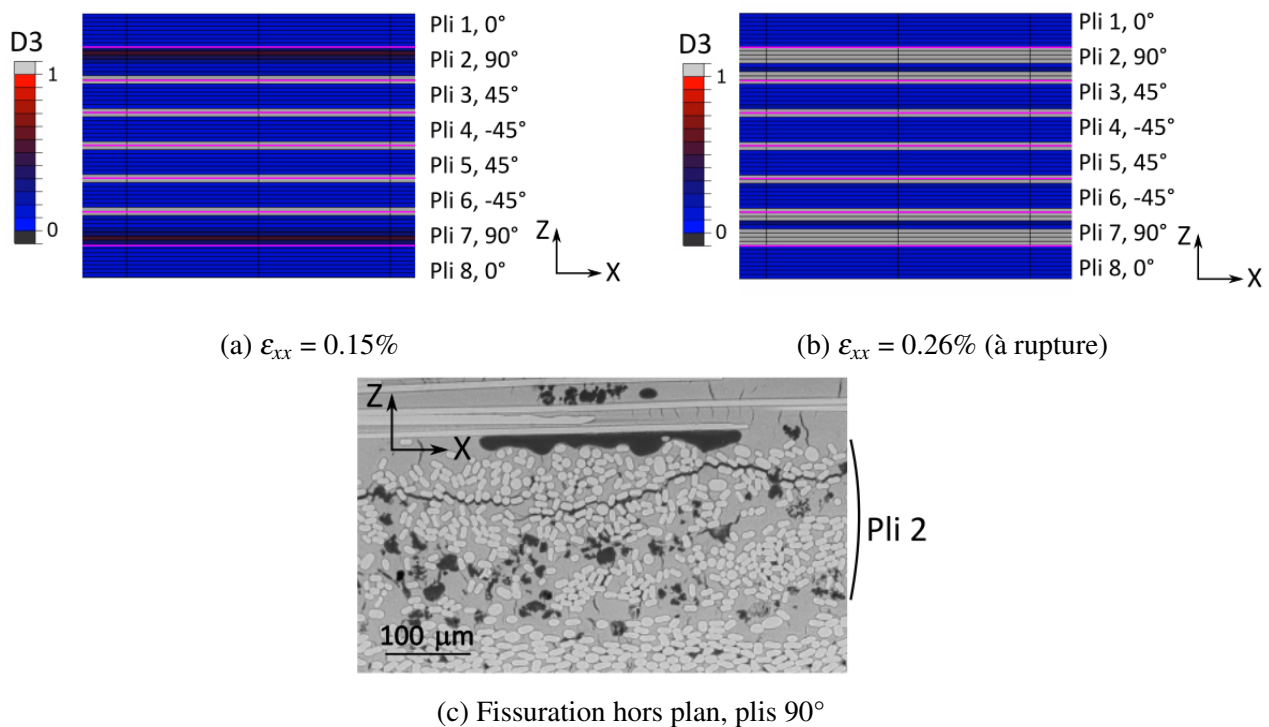 D3
1
0
Pli 1, 0°
Pli 2, 90°
Pli 3, 45°
Pli 4, -45°
Pli 5, 45°
Pli 6, -45°
Pli 7, 90°
Pli 8, 0°
Z
X
(a) εxx = 0.15%
D3
1
0
Pli 1, 0°
Pli 2, 90°
Pli 3, 45°
Pli 4, -45°
Pli 5, 45°
Pli 6, -45°
Pli 7, 90°
Pli 8, 0°
Z
X
(b) εxx = 0.26% (à rupture)
Z
X
Pli 2
100 μm
(c) Fissuration hors plan, plis 90°